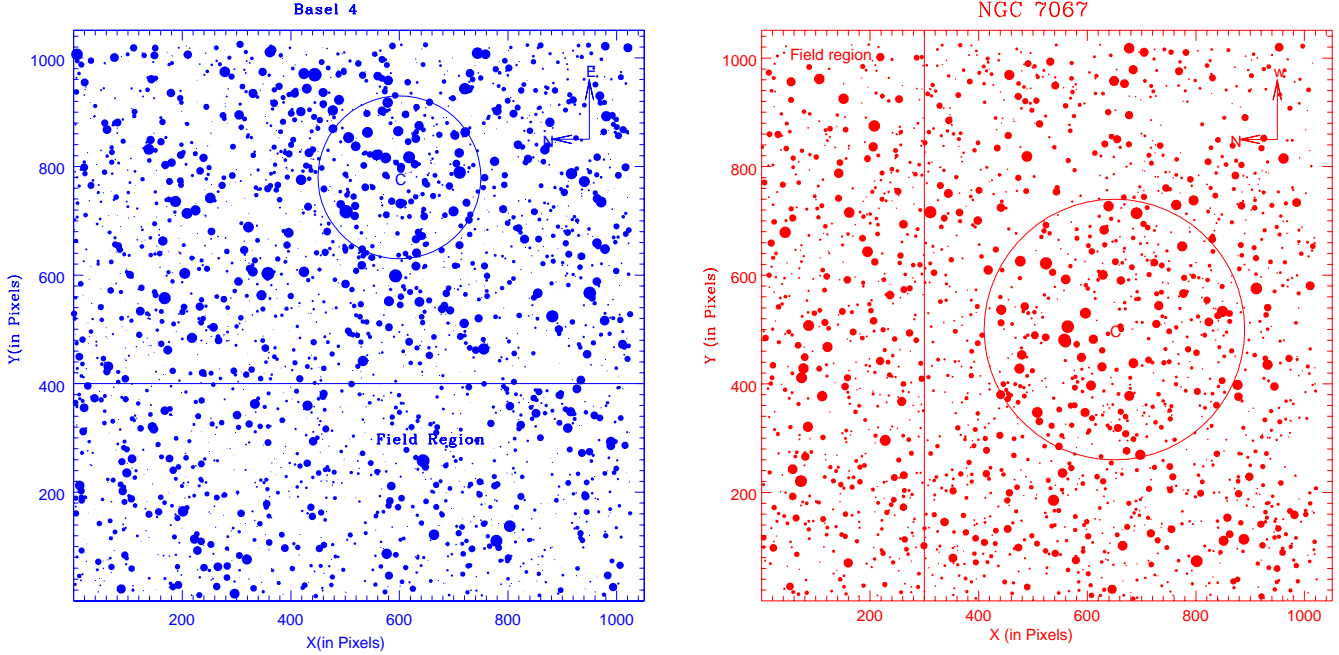 Basel 4
1000
800
600
400
200
Y(in Pixels)
E
N
C
Field Region
200
400
600
800
1000
X(in Pixels)
NGC 7067
1000
800
600
400
200
Y (in Pixels)
Field region
W
N
C
200
400
600
800
1000
X (in Pixels)